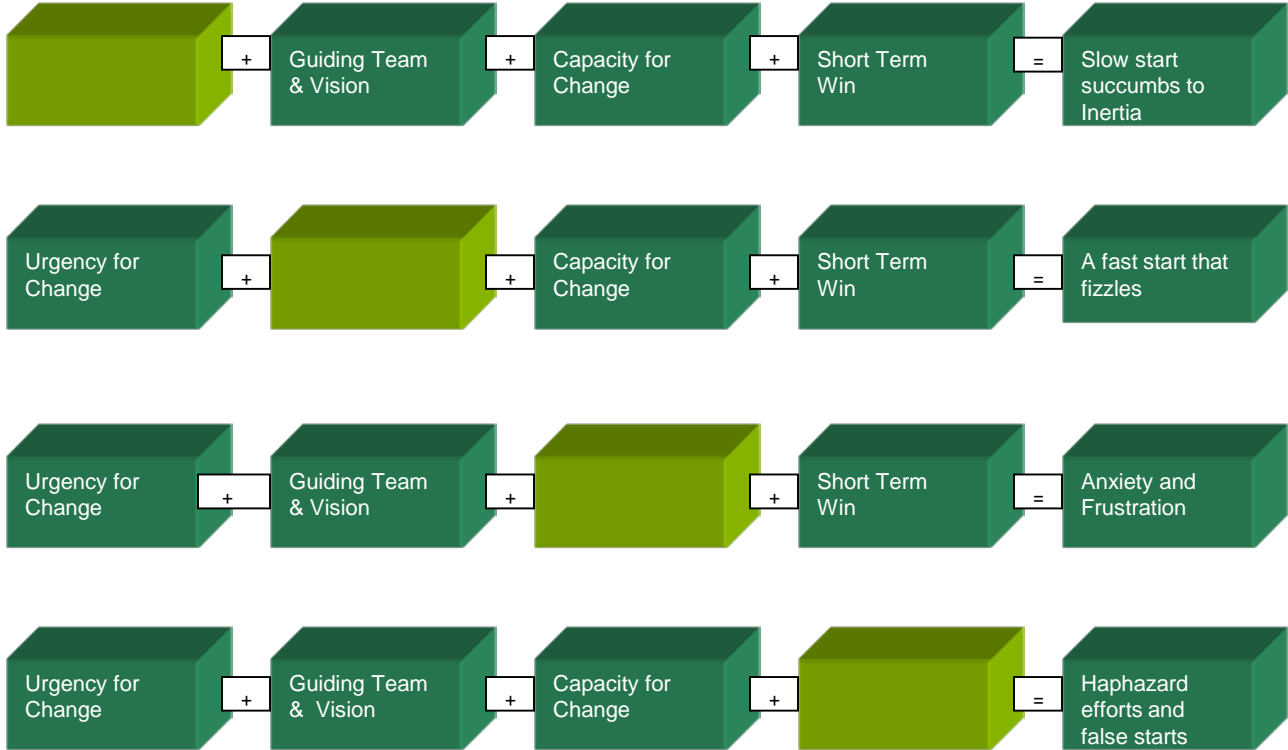 + Guiding Team + Capacity for + Short Term = Slow start
& Vision Change Win succumbs to
Inertia
Urgency for + + Capacity for + Short Term = A fast start that
Change Change Win fizzles
Urgency for + Guiding Team + + Short Term = Anxiety and
Change & Vision Win Frustration
Urgency for + Guiding Team + Capacity for + = Haphazard
Change & Vision Change efforts and
false starts